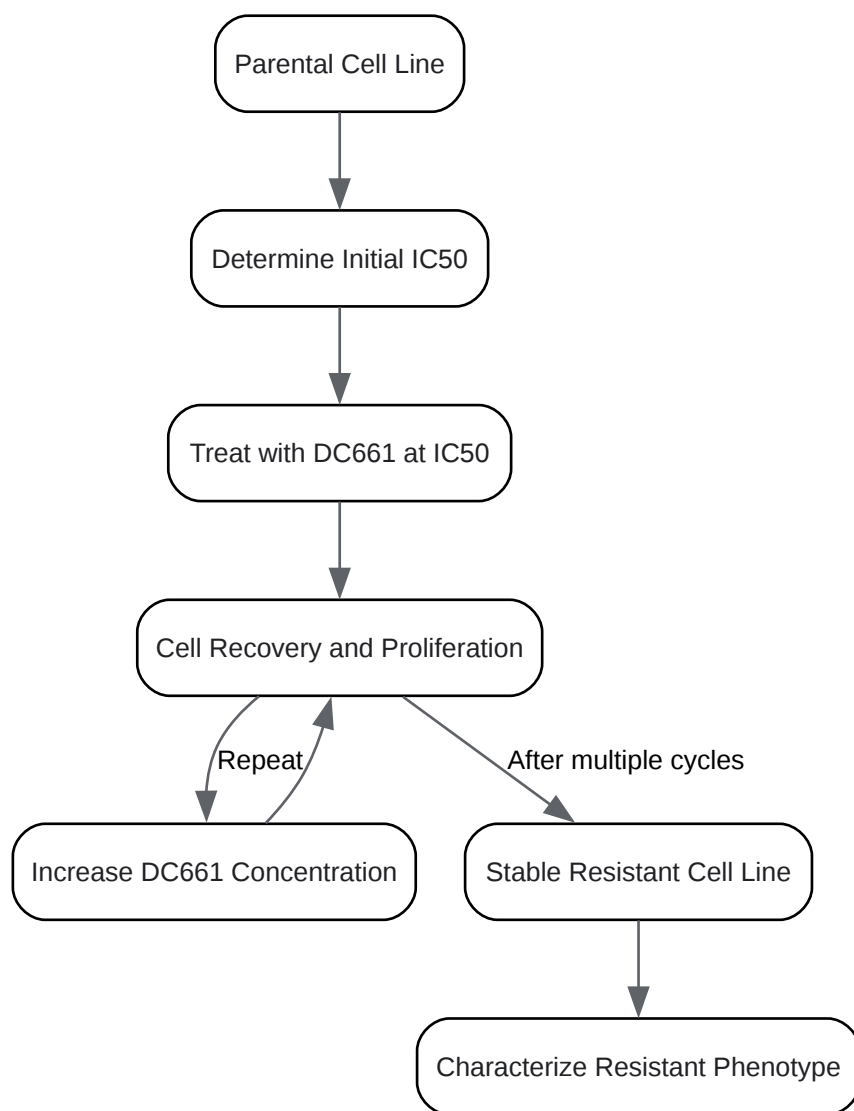 Parental Cell Line
Determine Initial IC50
Treat with DC661 at IC50
Cell Recovery and Proliferation
Repeat
After multiple cycles
Increase DC661 Concentration
Stable Resistant Cell Line
Characterize Resistant Phenotype